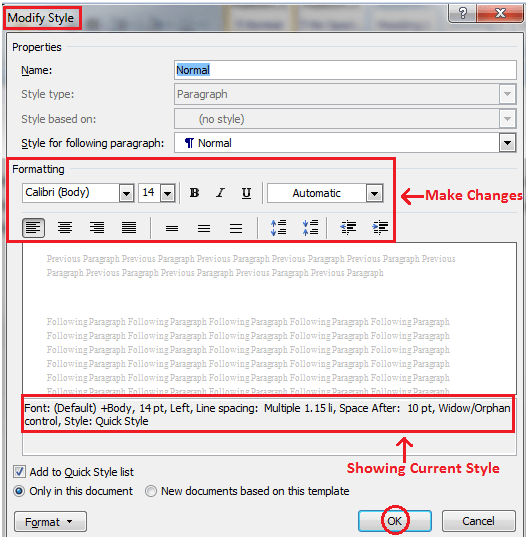 Modify Style
?
Properties
Name: Normal
Style type: Paragraph
Style based on: (no style)
Style for following paragraph: ¶ Normal
Formatting
Calibri (Body) 14 B I U Automatic
Make Changes
Previous Paragraph Previous Paragraph Previous Paragraph Previous Paragraph Previous Paragraph Previous
Paragraph Previous Paragraph Previous Paragraph Previous Paragraph Previous Paragraph
Following Paragraph Following Paragraph Following Paragraph Following Paragraph Following Paragraph
Following Paragraph Following Paragraph Following Paragraph Following Paragraph Following Paragraph
Following Paragraph Following Paragraph Following Paragraph Following Paragraph Following Paragraph
Following Paragraph Following Paragraph Following Paragraph Following Paragraph Following Paragraph
Following Paragraph Following Paragraph Following Paragraph Following Paragraph Following Paragraph
Font: (Default) +Body, 14 pt, Left, Line spacing: Multiple 1.15 li, Space After: 10 pt, Widow/Orphan
control, Style: Quick Style
Showing Current Style
Add to Quick Style list
Only in this document New documents based on this template
Format OK Cancel